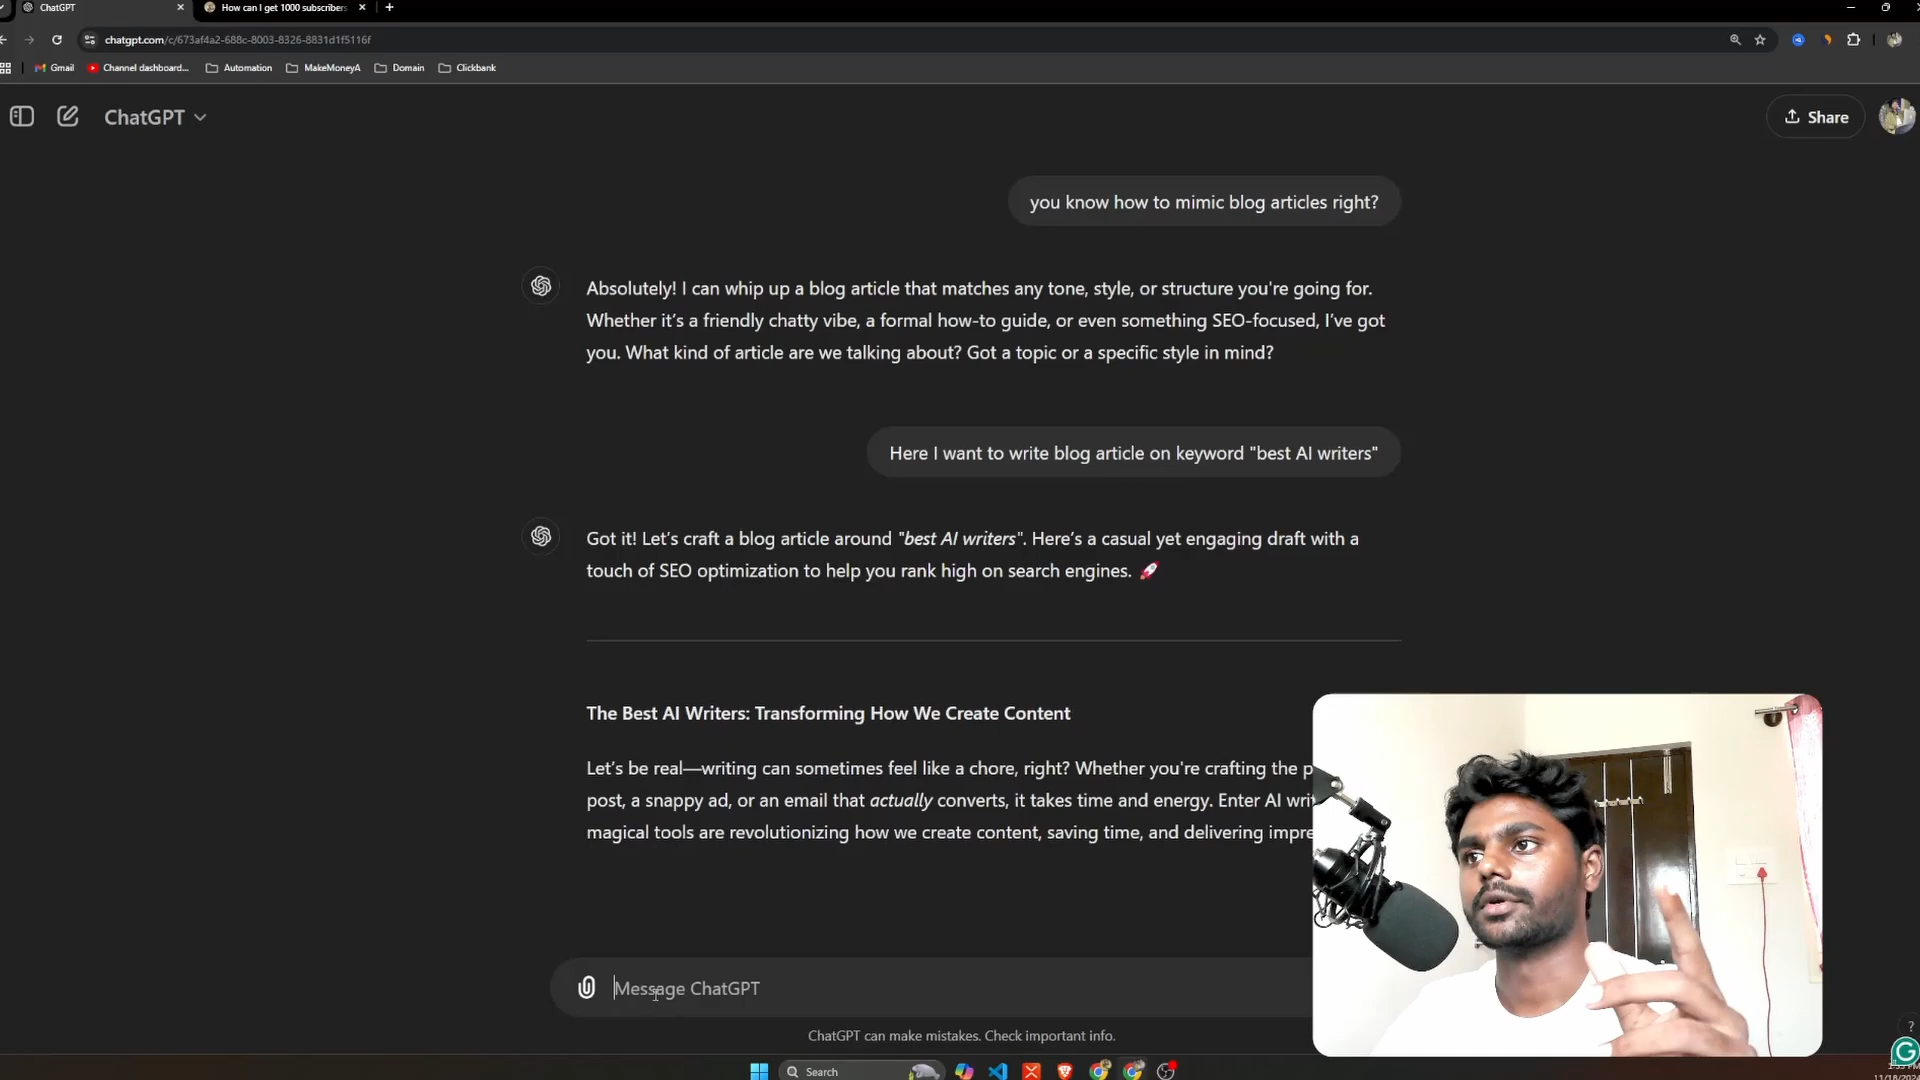 ChatGPT
How can I get 1000 subscribers
chatgpt.com/c/673af4a2-688c-8003-8326-8831d1f5116f
Gmail
Channel dashboard...
Automation
MakeMoneyA
Domain
Clickbank
ChatGPT
Share
you know how to mimic blog articles right?
Absolutely! I can whip up a blog article that matches any tone, style, or structure you're going for.
Whether it's a friendly chatty vibe, a formal how-to guide, or even something SEO-focused, I've got
you. What kind of article are we talking about? Got a topic or a specific style in mind?
Here I want to write blog article on keyword "best AI writers"
Got it! Let's craft a blog article around "best AI writers". Here's a casual yet engaging draft with a
touch of SEO optimization to help you rank high on search engines. 🚀
The Best AI Writers: Transforming How We Create Content
Let's be real—writing can sometimes feel like a chore, right? Whether you're crafting the p
post, a snappy ad, or an email that actually converts, it takes time and energy. Enter AI wri
magical tools are revolutionizing how we create content, saving time, and delivering impre
Message ChatGPT
ChatGPT can make mistakes. Check important info.
?
Search